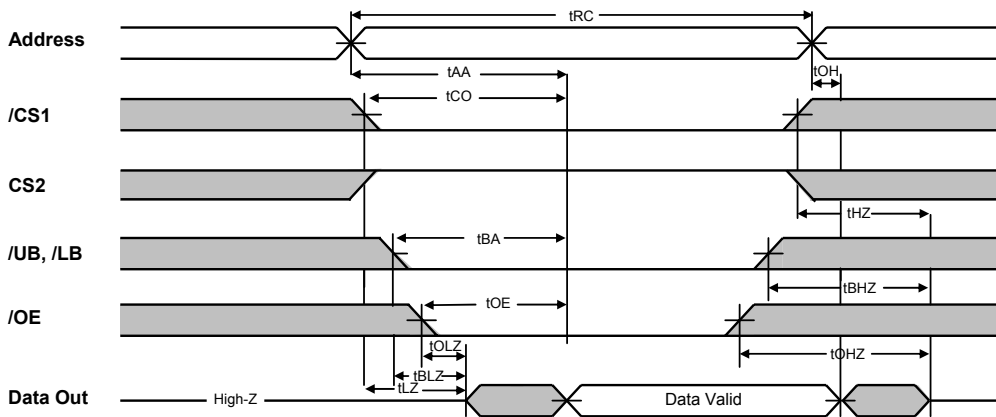 tRC
Address
tAA
tOH
tCO
/CS1
CS2
tHZ
tBA
/UB, /LB
tBHZ
tOE
/OE
tOLZ
tOHZ
tBLZ
tLZ
Data Out
High-Z
Data Valid